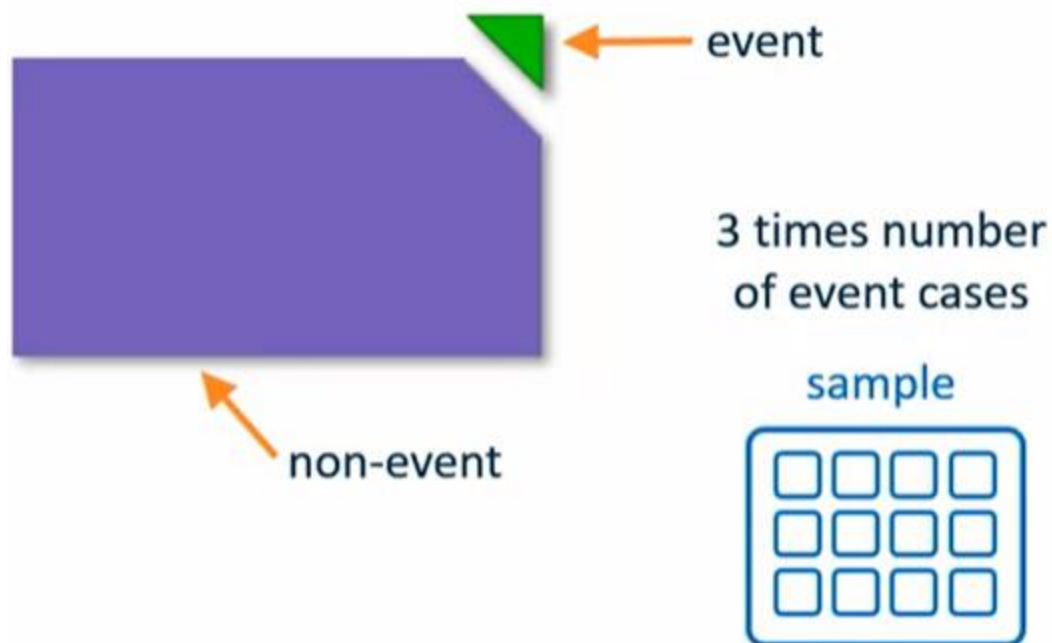 event
3 times number
of event cases
sample
non-event